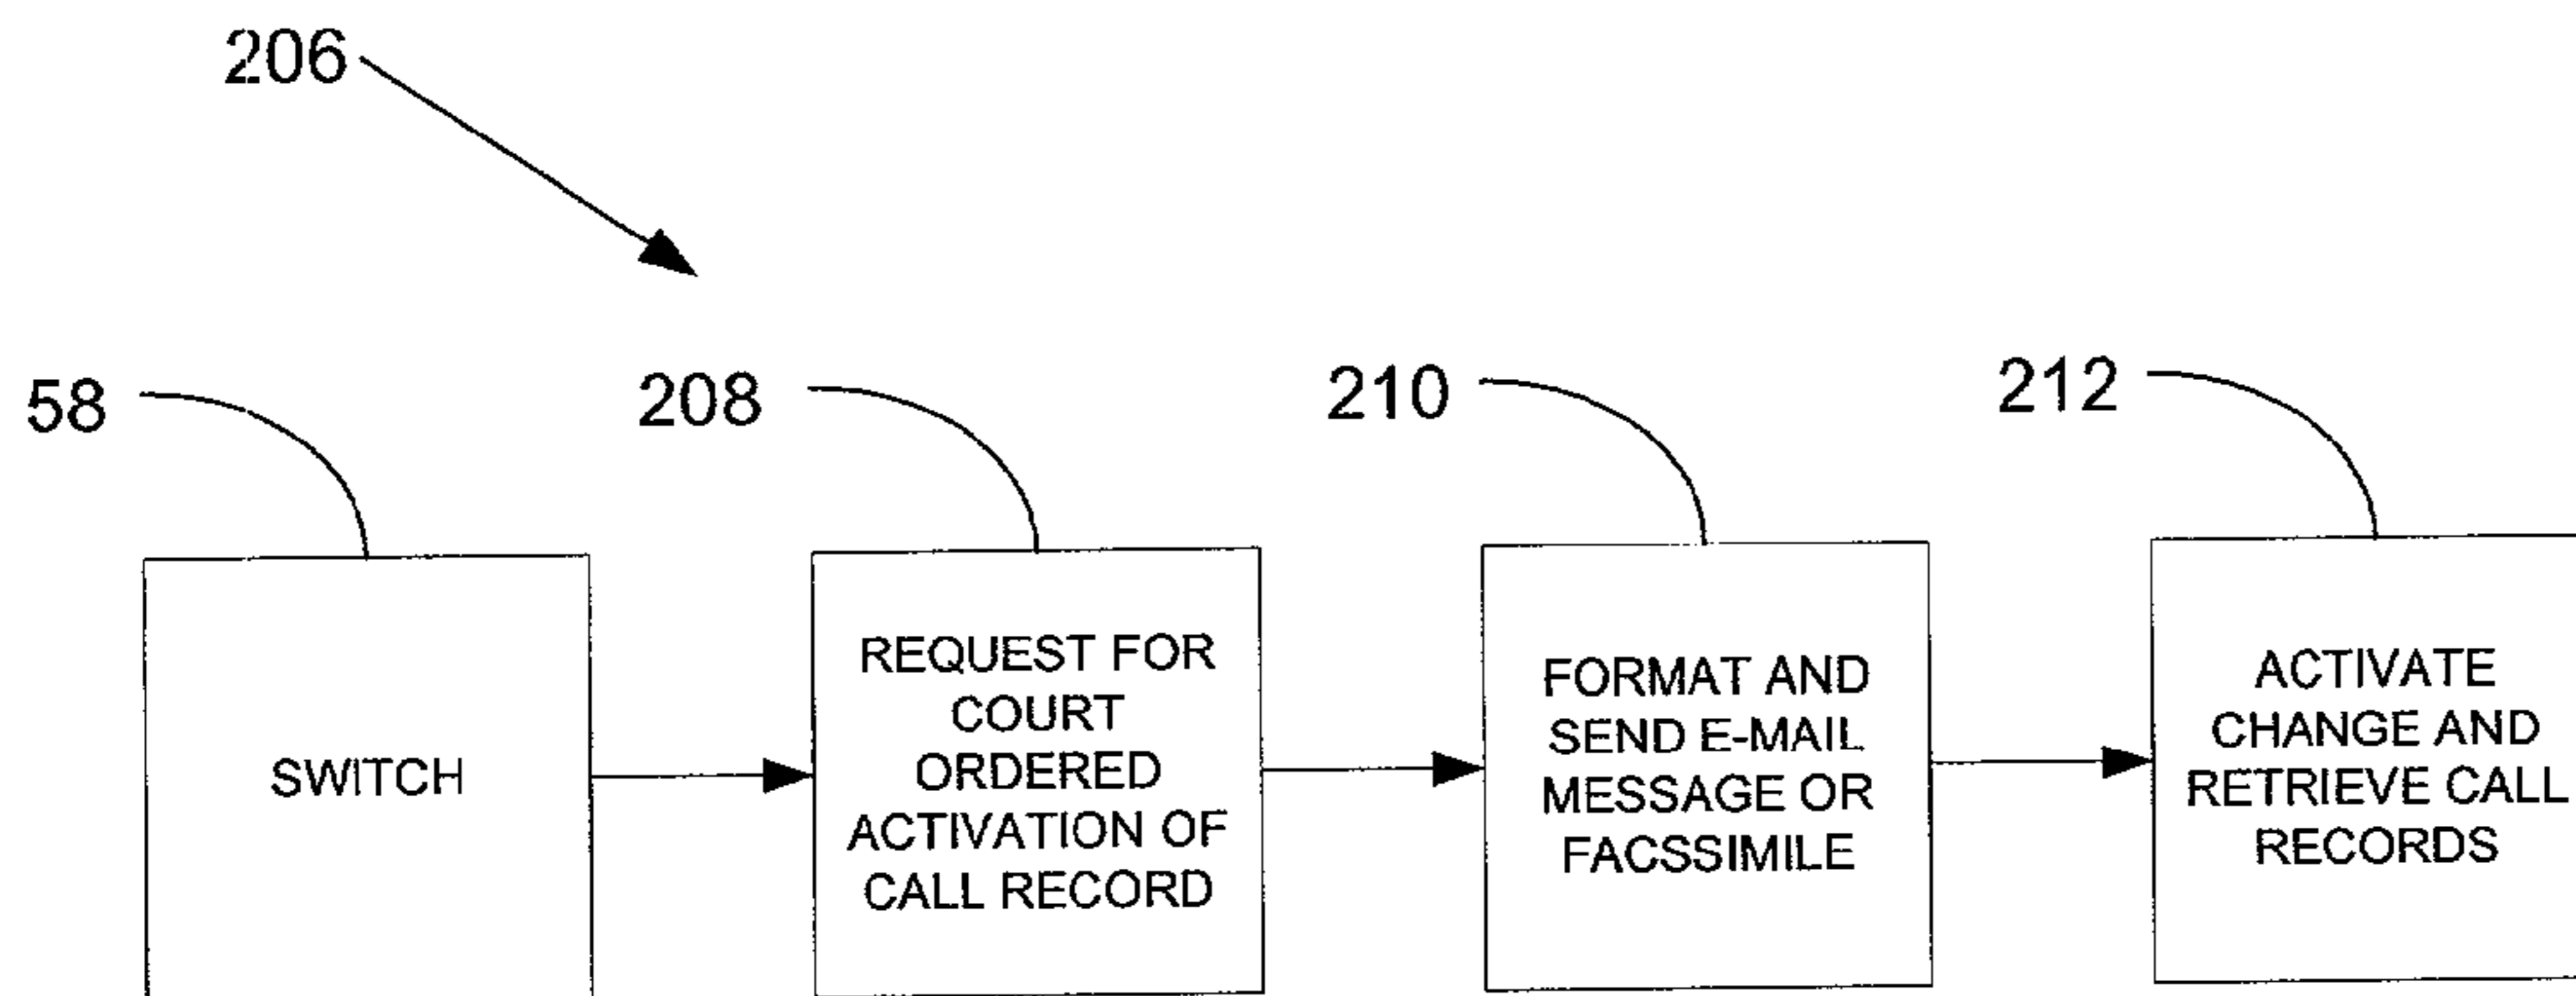 206
58
208
210
212
SWITCH
REQUEST FOR
COURT
ORDERED
ACTIVATION OF
CALL RECORD
FORMAT AND
SEND E-MAIL
MESSAGE OR
FACSSIMILE
ACTIVATE
CHANGE AND
RETRIEVE CALL
RECORDS